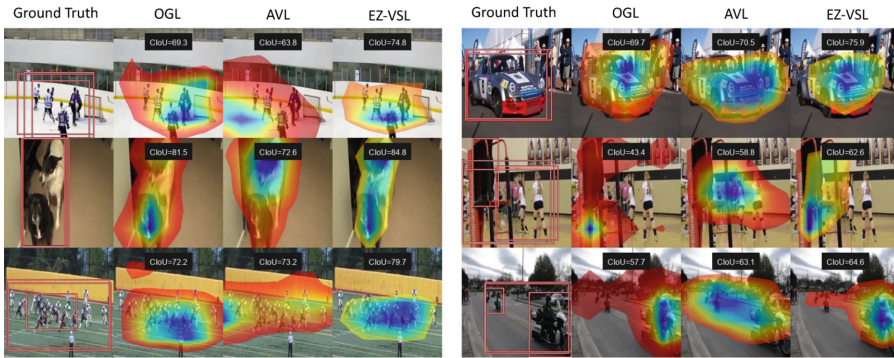 Ground Truth OGL AVL EZ-VSL
CIoU=69.3 CIoU=63.8 CIoU=74.8
CIoU=81.5 CIoU=72.6 CIoU=84.8
CIoU=72.2 CIoU=73.2 CIoU=79.7
Ground Truth OGL AVL EZ-VSL
CIoU=69.7 CIoU=70.5 CIoU=75.9
CIoU=43.4 CIoU=58.8 CIoU=62.6
CIoU=57.7 CIoU=63.1 CIoU=64.6